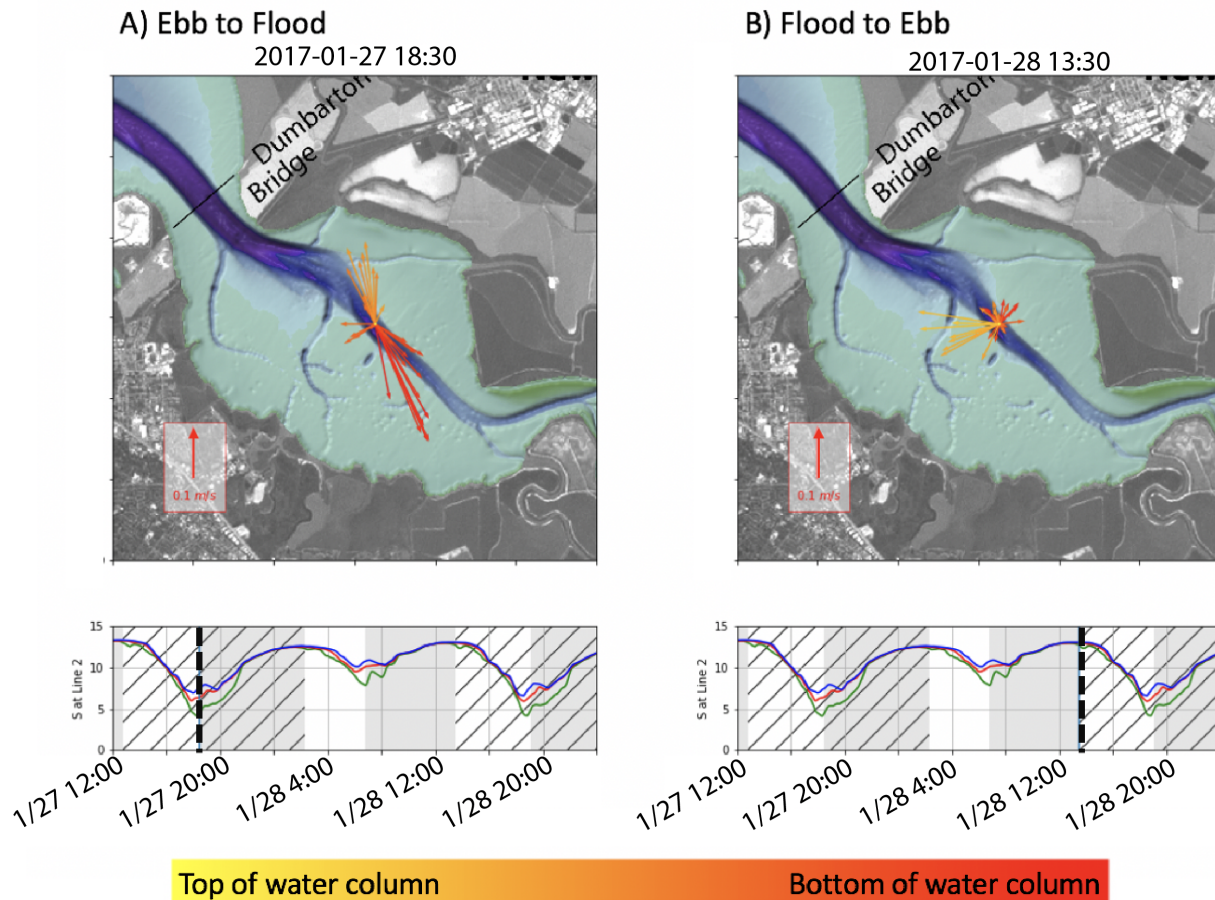 A) Ebb to Flood
2017-01-27 18:30
Dumbarton
Bridge
0.1 m/s
B) Flood to Ebb
2017-01-28 13:30
Dumbarton
Bridge
0.1 m/s
S at Line 2
15
10
5
0
1/27 12:00
1/27 20:00
1/28 4:00
1/28 12:00
1/28 20:00
S at Line 2
15
10
5
0
1/27 12:00
1/27 20:00
1/28 4:00
1/28 12:00
1/28 20:00
Top of water column
Bottom of water column